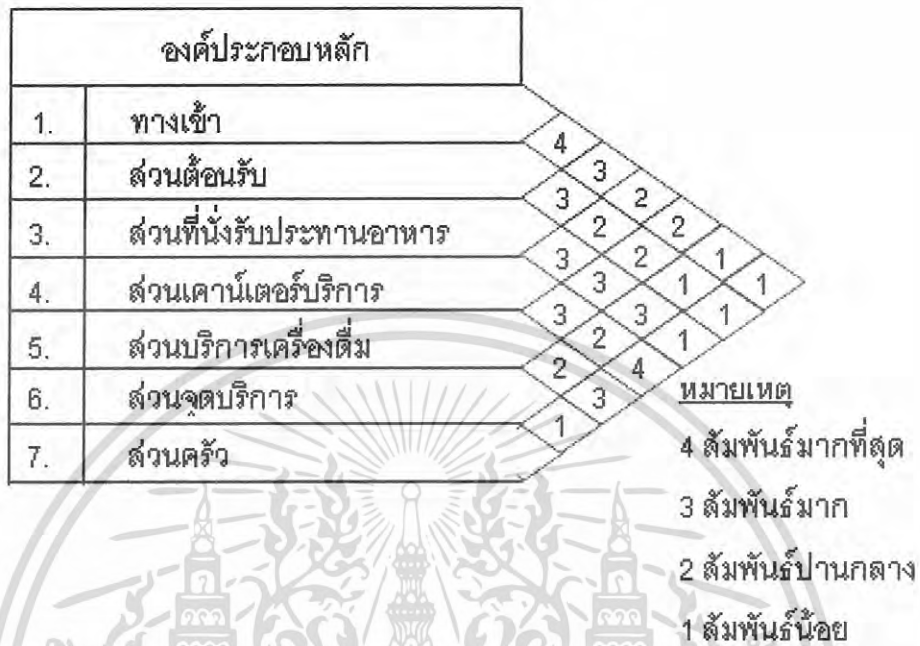 องค์ประกอบหลัก
1. ทางเข้า
4
3
2. ส่วนต้อนรับ
3 2
2 2
3. ส่วนที่นั่งรับประทานอาหาร
3 2 1
3 1 1
4. ส่วนเคาน์เตอร์บริการ
3 3 1
2 1
5. ส่วนบริการเครื่องดื่ม
2 4
6. ส่วนจุดบริการ
3
1
7. ส่วนครัว
หมายเหตุ
4 สัมพันธ์มากที่สุด
3 สัมพันธ์มาก
2 สัมพันธ์ปานกลาง
1 สัมพันธ์น้อย